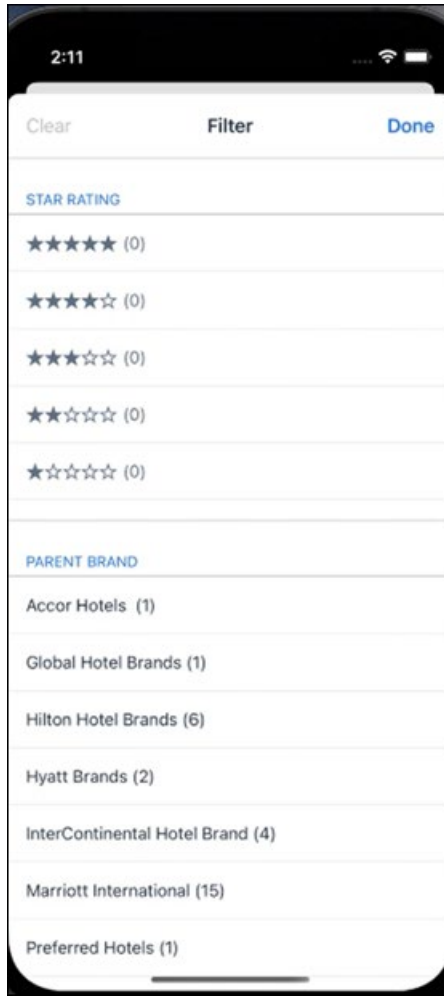 2:11
Clear Filter Done
STAR RATING
★★★★★ (0)
★★★★☆ (0)
★★★☆☆ (0)
★★☆☆☆ (0)
★☆☆☆☆ (0)
PARENT BRAND
Accor Hotels (1)
Global Hotel Brands (1)
Hilton Hotel Brands (6)
Hyatt Brands (2)
InterContinental Hotel Brand (4)
Marriott International (15)
Preferred Hotels (1)